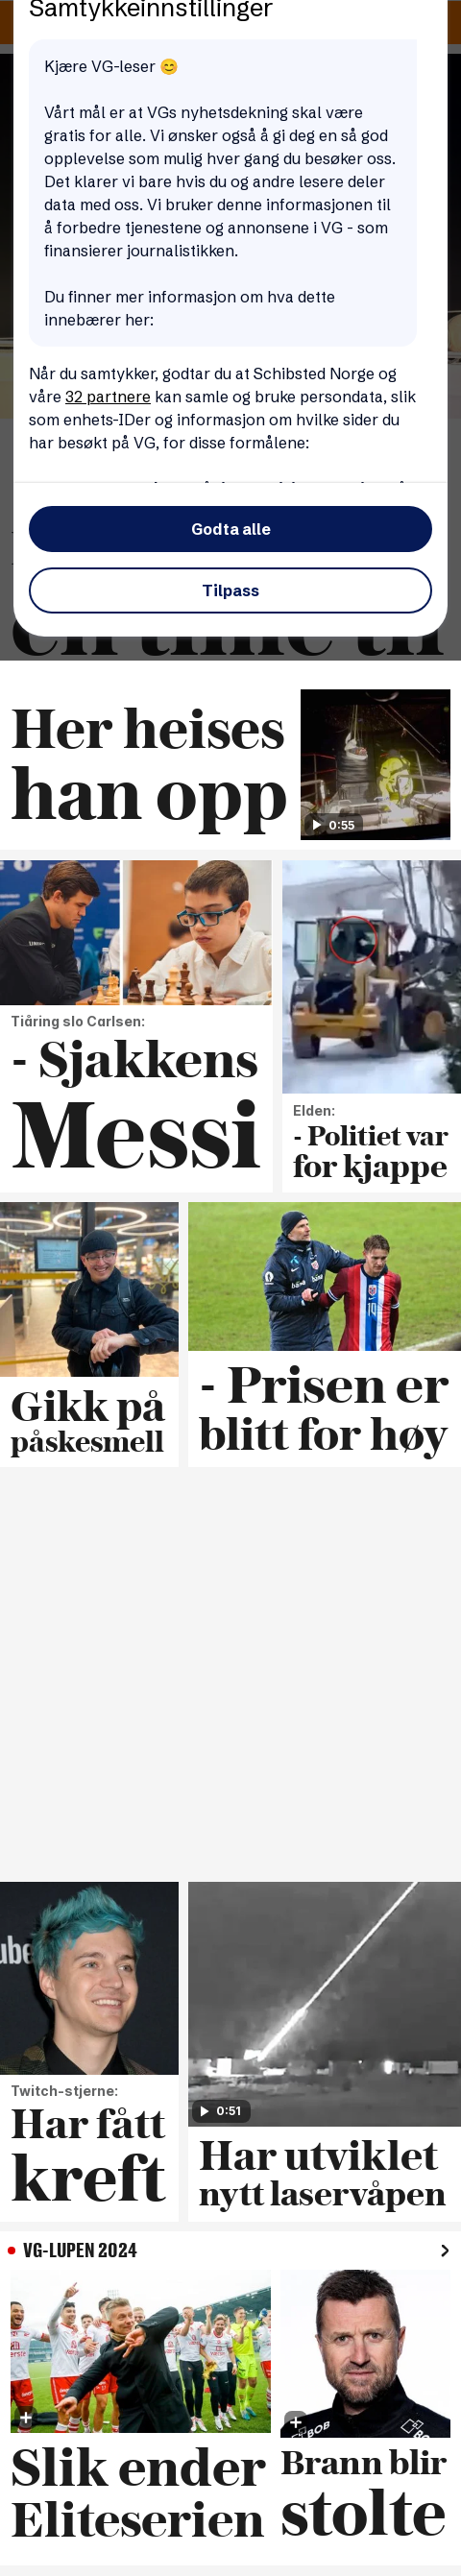 Samtykkeinnstillinger
Kjære VG-leser 😊
Vårt mål er at VGs nyhetsdekning skal være
gratis for alle. Vi ønsker også å gi deg en så god
opplevelse som mulig hver gang du besøker oss.
Det klarer vi bare hvis du og andre lesere deler
data med oss. Vi bruker denne informasjonen til
å forbedre tjenestene og annonsene i VG - som
finansierer journalistikken.
Du finner mer informasjon om hva dette
innebærer her:
Når du samtykker, godtar du at Schibsted Norge og
våre 32 partnere kan samle og bruke persondata, slik
som enhets-IDer og informasjon om hvilke sider du
har besøkt på VG, for disse formålene:
Godta alle
Tilpass
en time til
Her heises
han opp
0:55
Tiåring slo Carlsen:
- Sjakkens
Messi
Elden:
- Politiet var
for kjappe
Gikk på
påskesmell
- Prisen er
blitt for høy
Twitch-stjerne:
Har fått
kreft
0:51
Har utviklet
nytt laservåpen
VG-LUPEN 2024
Slik ender
Eliteserien
Brann blir
stolte